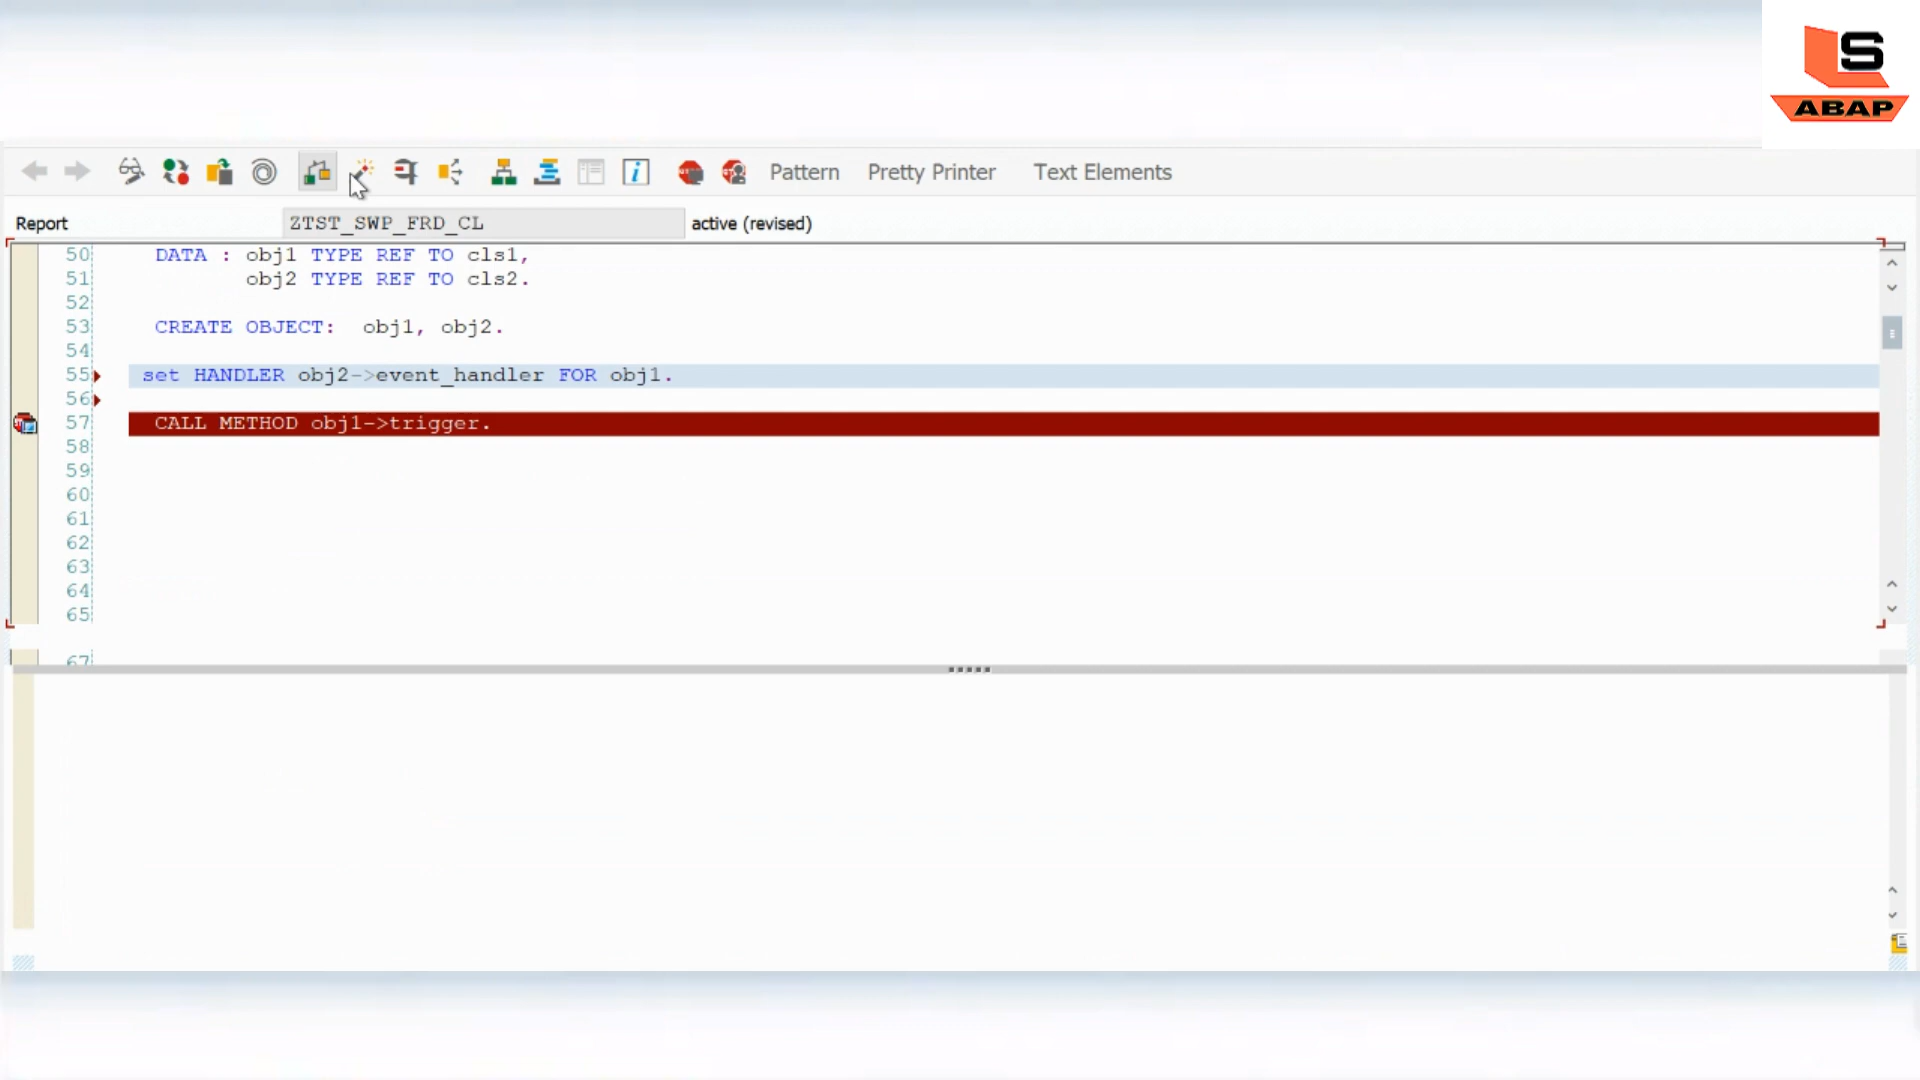 LS
ABAP
Pattern Pretty Printer Text Elements
Report ZTST_SWP_FRD_CL active (revised)
50 DATA : obj1 TYPE REF TO cls1,
51 obj2 TYPE REF TO cls2.
52
53 CREATE OBJECT: obj1, obj2.
54
55 set HANDLER obj2->event_handler FOR obj1.
56
57 CALL METHOD obj1->trigger.
58
59
60
61
62
63
64
65
67